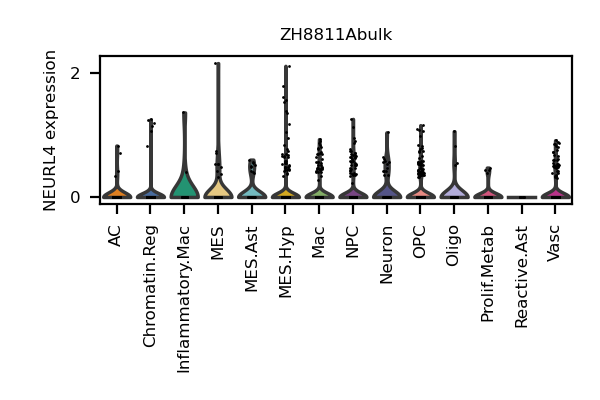 ZH8811Abulk
NEURL4 expression
2
0
AC
Chromatin.Reg
Inflammatory.Mac
MES
MES.Ast
MES.Hyp
Mac
NPC
Neuron
OPC
Oligo
Prolif.Metab
Reactive.Ast
Vasc